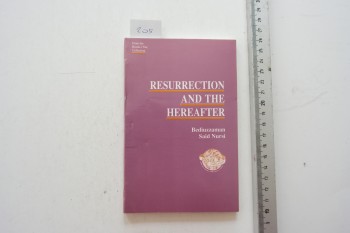 RESURRECTION
AND THE
HEREAFTER
Bediuzzaman
Said Nursi